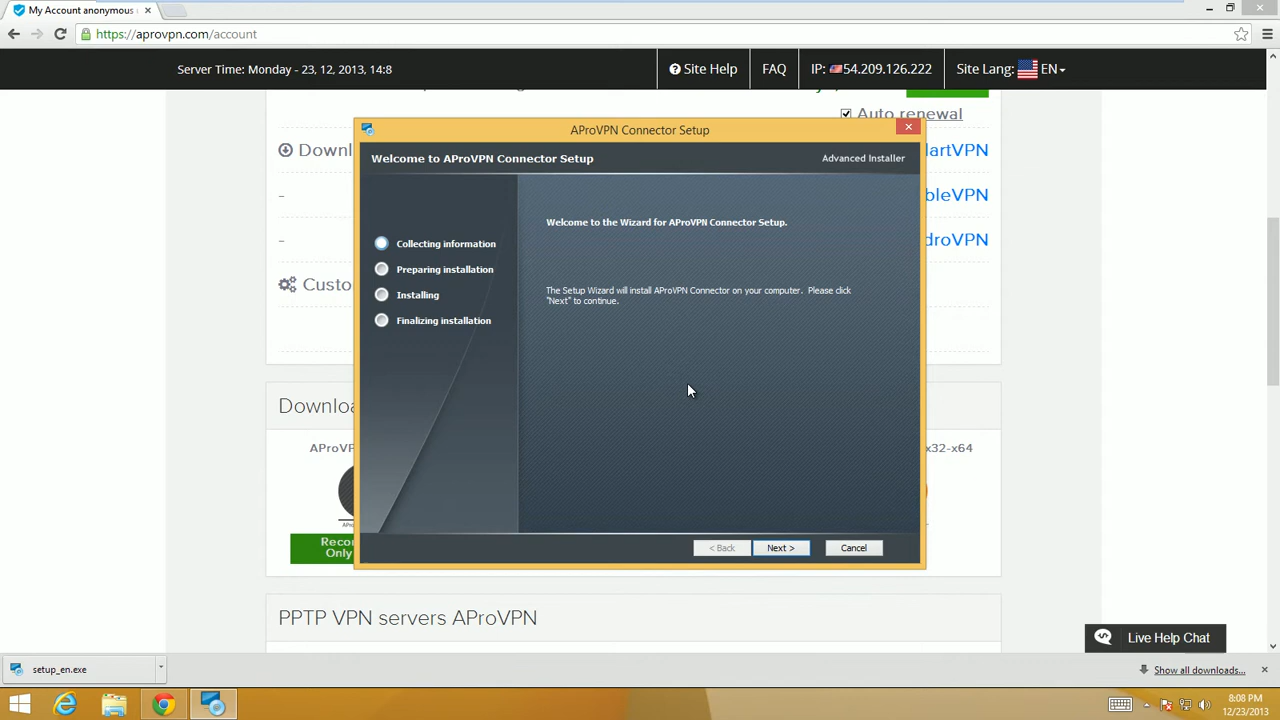 My Account anonymous
https://aprovpn.com/account
Server Time: Monday - 23, 12, 2013, 14:8
Site Help
FAQ
IP: 54.209.126.222
Site Lang: EN
Auto renewal
AProVPN Connector Setup
Welcome to AProVPN Connector Setup
Advanced Installer
Collecting information
Preparing installation
Installing
Finalizing installation
Welcome to the Wizard for AProVPN Connector Setup.
The Setup Wizard will install AProVPN Connector on your computer. Please click
"Next" to continue.
< Back
Next >
Cancel
Downl
-
-
Custo
artVPN
bleVPN
droVPN
Downloa
AProVP
x32-x64
Reco
Only
PPTP VPN servers AProVPN
Live Help Chat
setup_en.exe
Show all downloads...
8:08 PM
12/23/2013